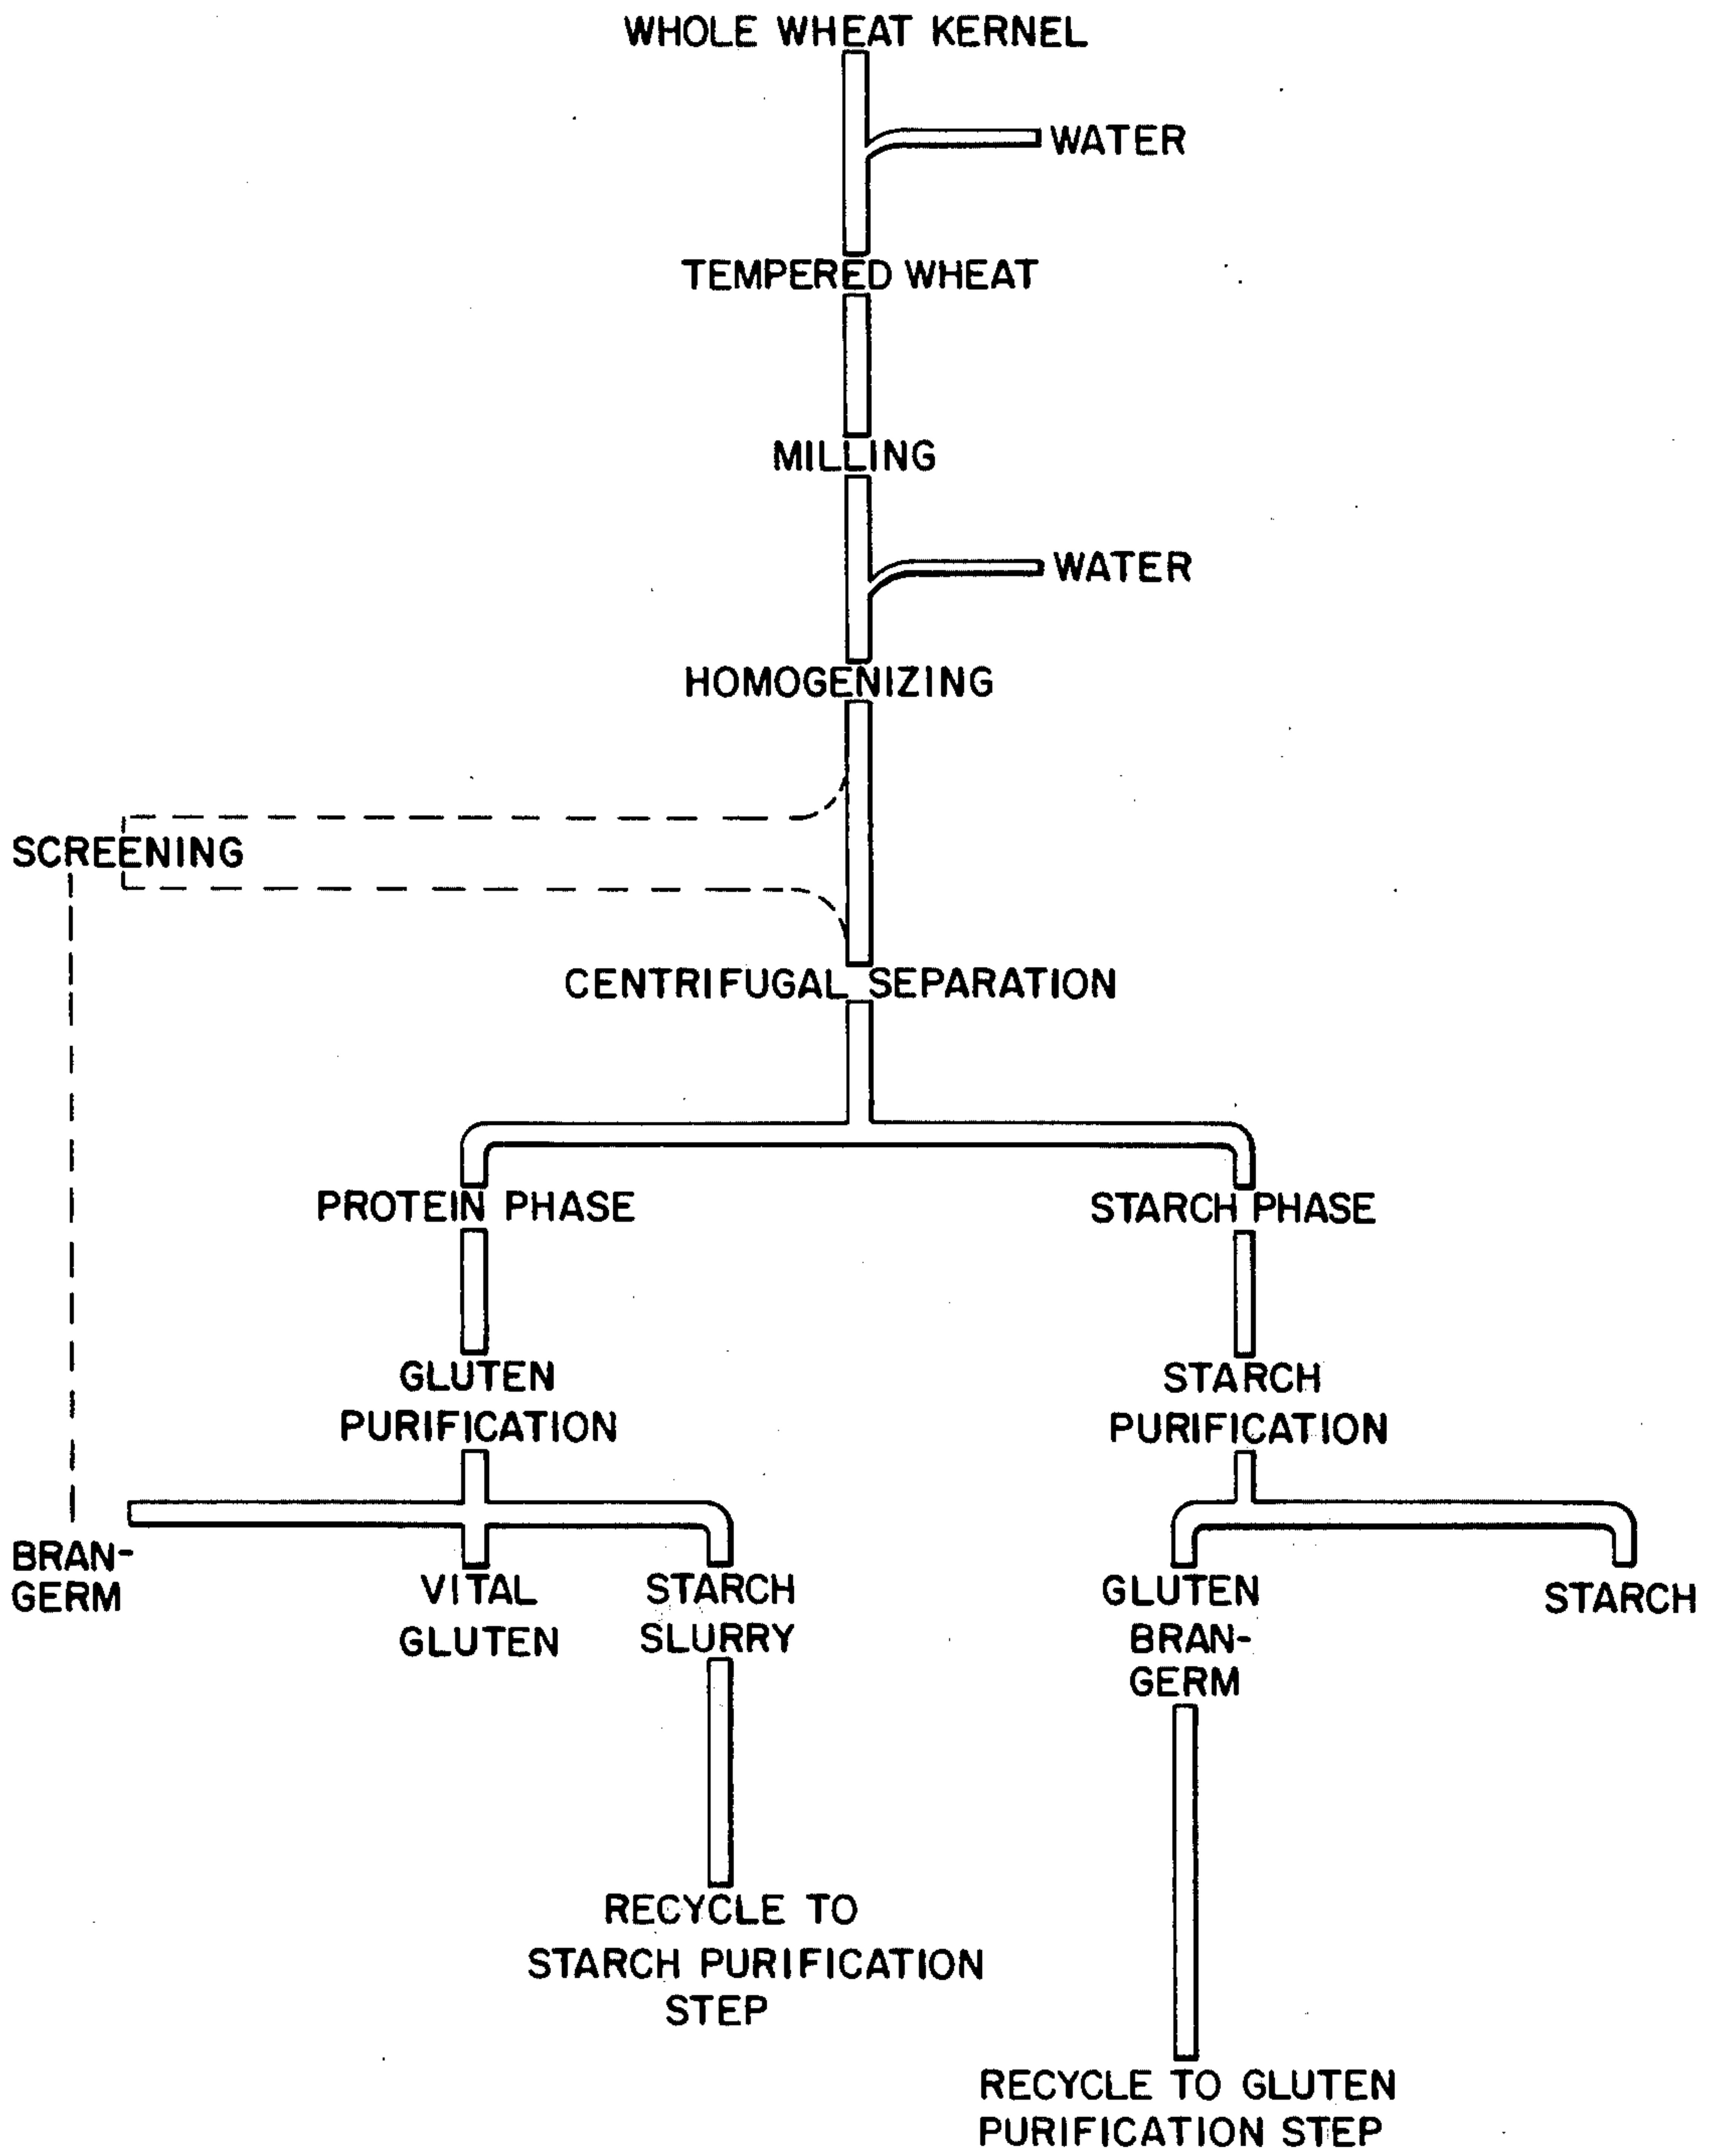 WHOLE WHEAT KERNEL
WATER
TEMPERED WHEAT
MILLING
WATER
HOMOGENIZING
SCREENING
CENTRIFUGAL SEPARATION
PROTEIN PHASE
STARCH PHASE
GLUTEN
PURIFICATION
STARCH
PURIFICATION
BRAN-
GERM
VITAL
GLUTEN
STARCH
SLURRY
GLUTEN
BRAN-
GERM
STARCH
RECYCLE TO
STARCH PURIFICATION
STEP
RECYCLE TO GLUTEN
PURIFICATION STEP